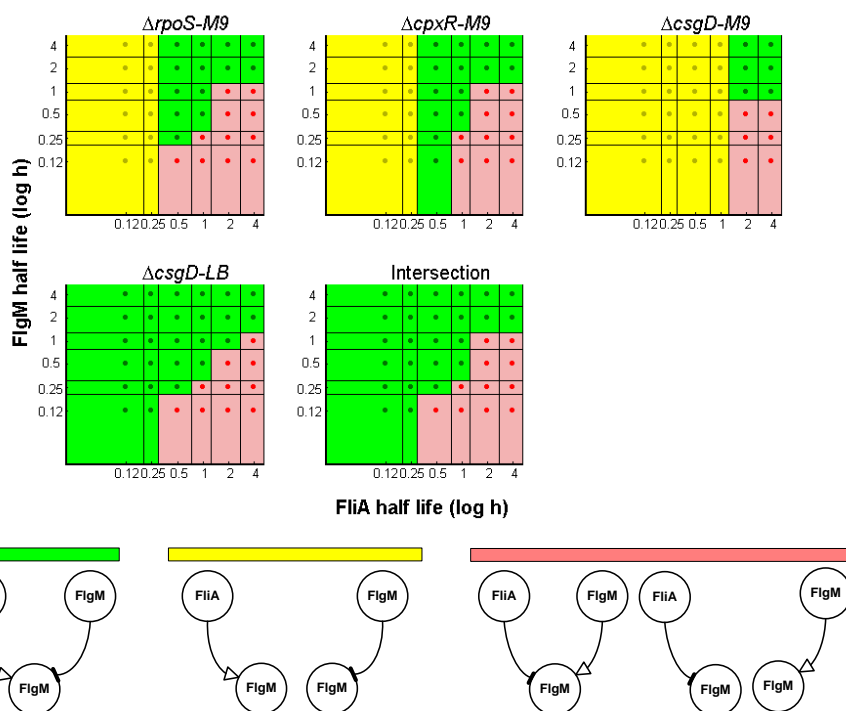 ΔrpoS-M9 ΔcpxR-M9 ΔcsgD-M9
4 4 4
2 2 2
1 1 1
0.5 0.5 0.5
0.25 0.25 0.25
0.12 0.12 0.12
0.12 0.25 0.5 1 2 4 0.12 0.25 0.5 1 2 4 0.12 0.25 0.5 1 2 4
FlgM half life (log h)
ΔcsgD-LB Intersection
4 4
2 2
1 1
0.5 0.5
0.25 0.25
0.12 0.12
0.12 0.25 0.5 1 2 4 0.12 0.25 0.5 1 2 4
FliA half life (log h)
FlgM FliA FlgM FliA FlgM FliA FlgM
FlgM FlgM FlgM FlgM FlgM FlgM